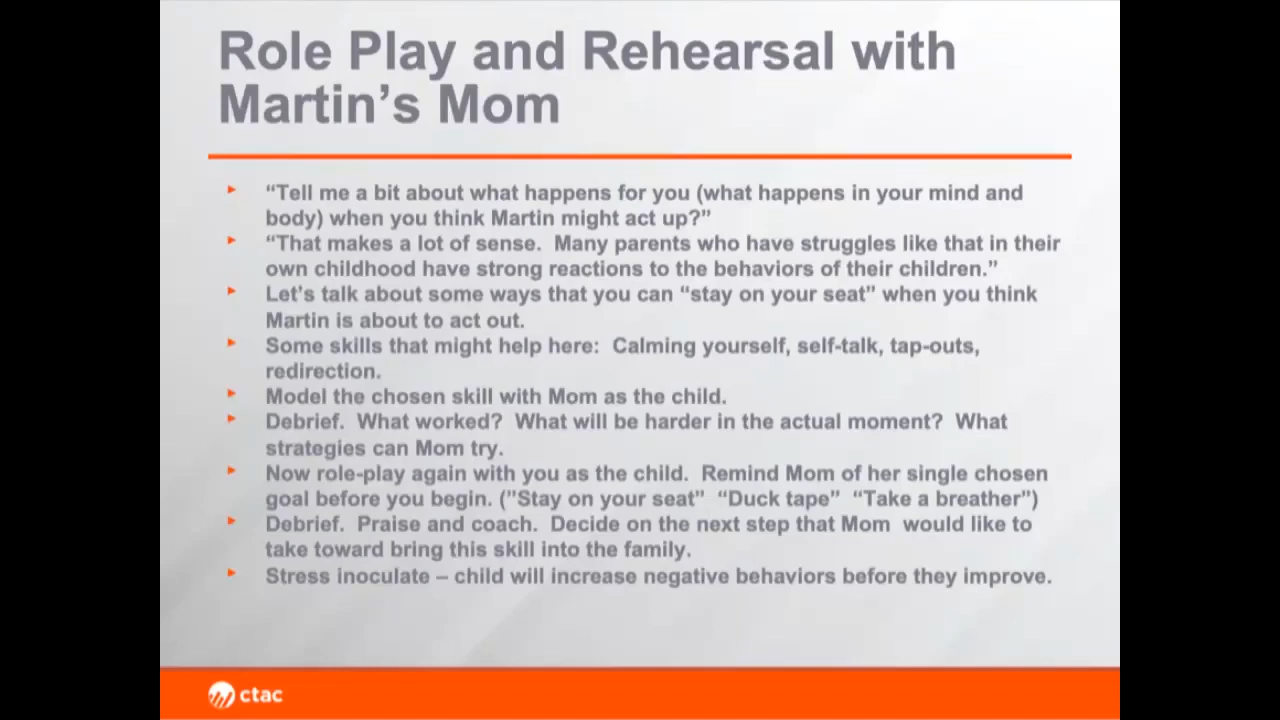 Role Play and Rehearsal with
Martin’s Mom
“Tell me a bit about what happens for you (what happens in your mind and
body) when you think Martin might act up?”
“That makes a lot of sense.  Many parents who have struggles like that in their
own childhood have strong reactions to the behaviors of their children.”
Let’s talk about some ways that you can “stay on your seat” when you think
Martin is about to act out.
Some skills that might help here:  Calming yourself, self-talk, tap-outs,
redirection.
Model the chosen skill with Mom as the child.
Debrief.  What worked?  What will be harder in the actual moment?  What
strategies can Mom try.
Now role-play again with you as the child.  Remind Mom of her single chosen
goal before you begin. ("Stay on your seat”  “Duck tape”  “Take a breather”)
Debrief.  Praise and coach.  Decide on the next step that Mom  would like to
take toward bring this skill into the family.
Stress inoculate – child will increase negative behaviors before they improve.
ctac